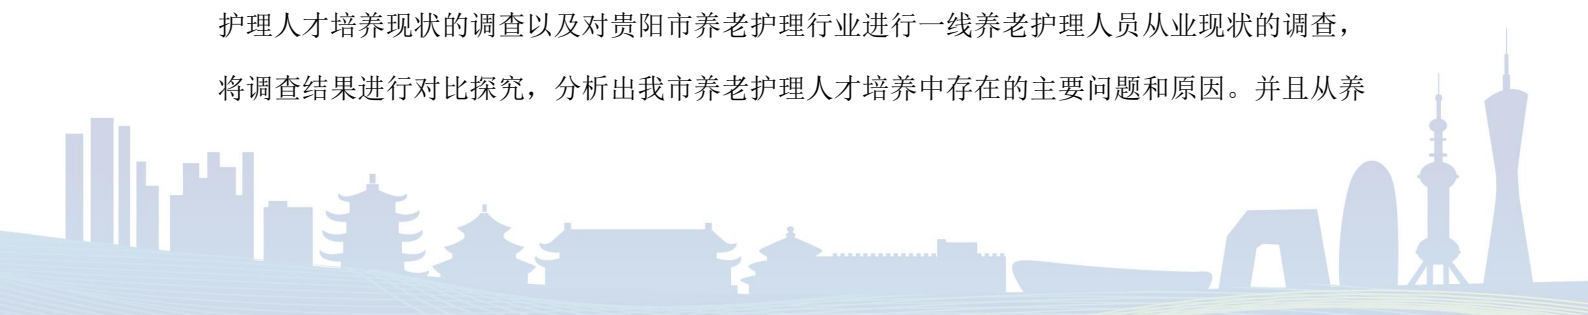 护理人才培养现状的调查以及对贵阳市养老护理行业进行一线养老护理人员从业现状的调查，
将调查结果进行对比探究，分析出我市养老护理人才培养中存在的主要问题和原因。并且从养